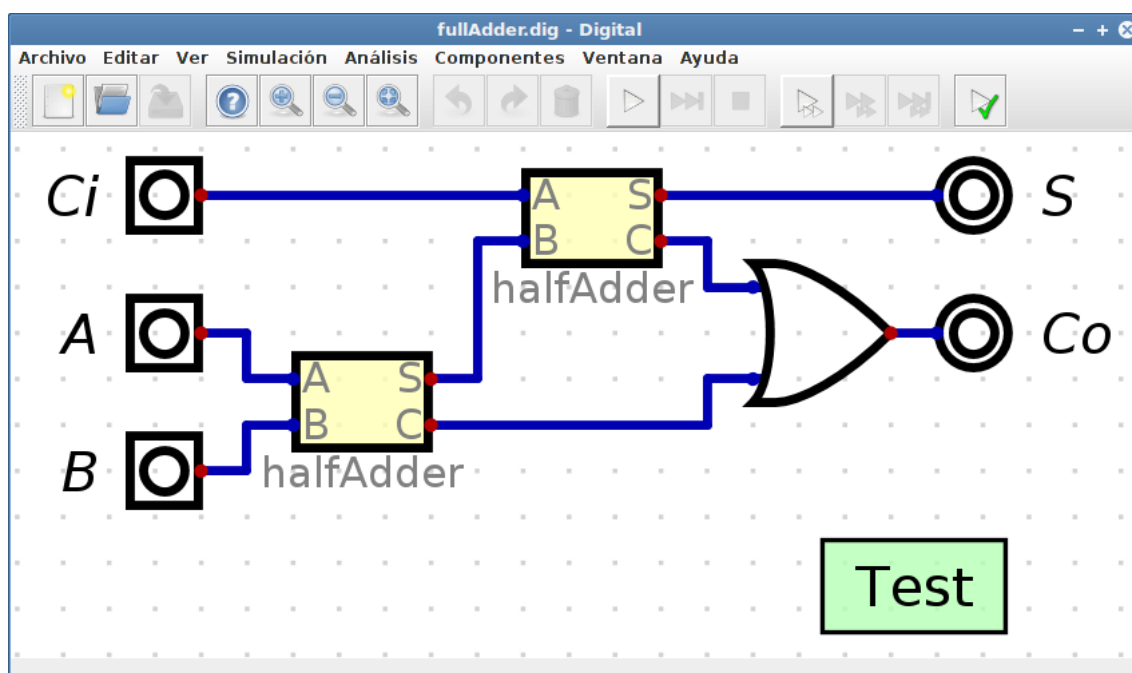 fullAdder.dig - Digital
Archivo Editar Ver Simulación Análisis Componentes Ventana Ayuda
Ci
A S
S
B C
halfAdder
A
Co
A S
B C
B
halfAdder
Test